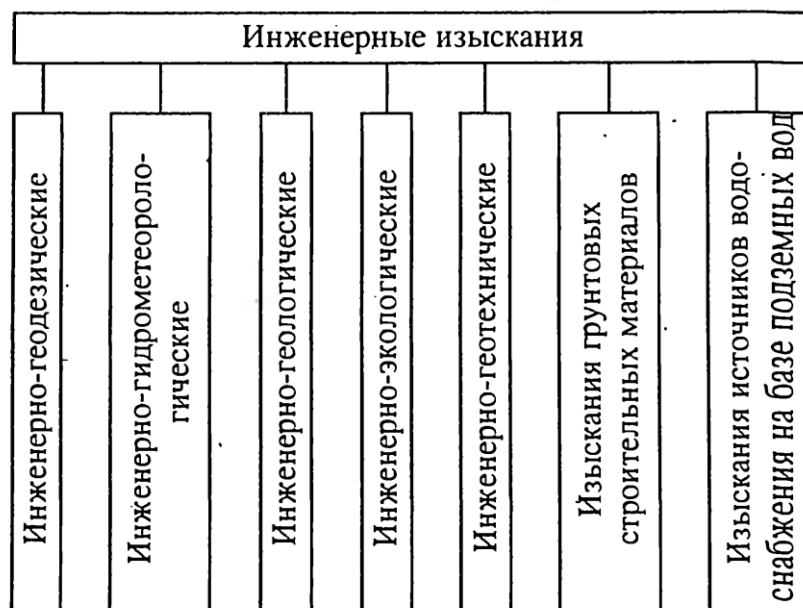 Инженерные изыскания
Инженерно-геодезические
Инженерно-гидрометеороло-
гические
Инженерно-геологические
Инженерно-экологические
Инженерно-геотехнические
Изыскания грунтовых
строительных материалов
Изыскания источников водо-
снабжения на базе подземных вод